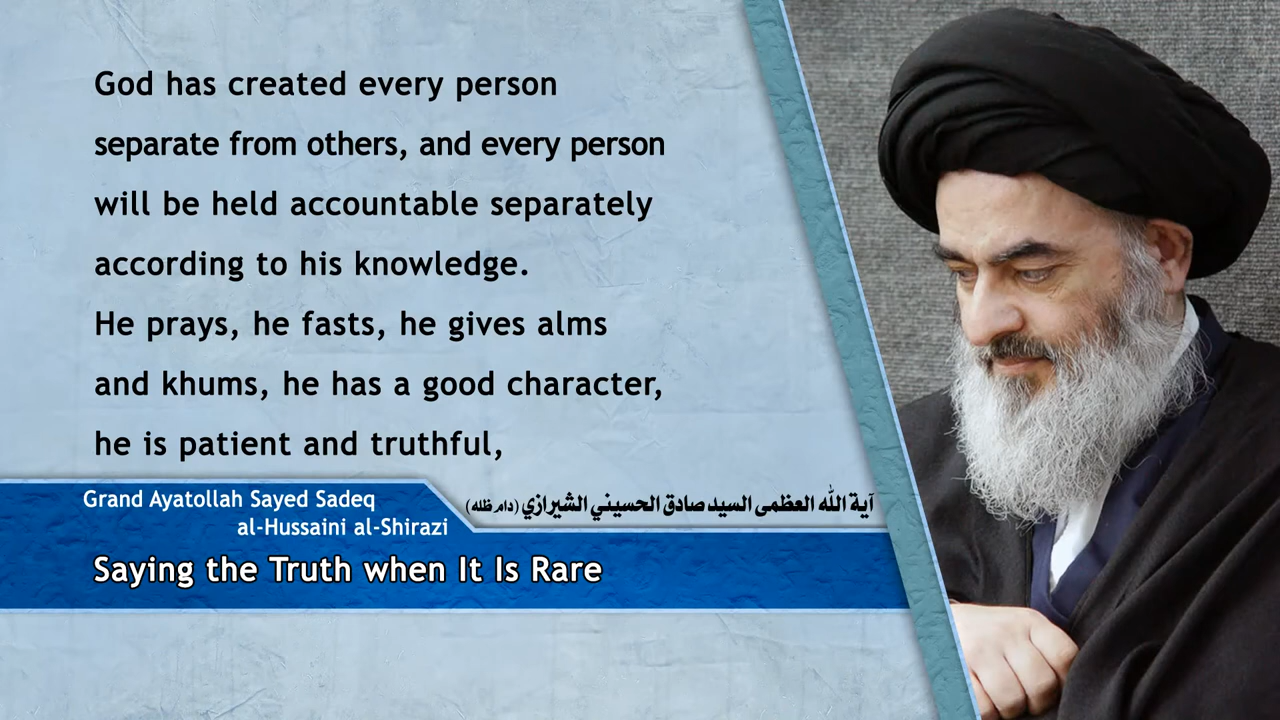 God has created every person
separate from others, and every person
will be held accountable separately
according to his knowledge.
He prays, he fasts, he gives alms
and khums, he has a good character,
he is patient and truthful,
Grand Ayatollah Sayed Sadeq
al-Hussaini al-Shirazi
آية الله العظمى السيد صادق الحسيني الشيرازي (دام ظله)
Saying the Truth when It Is Rare